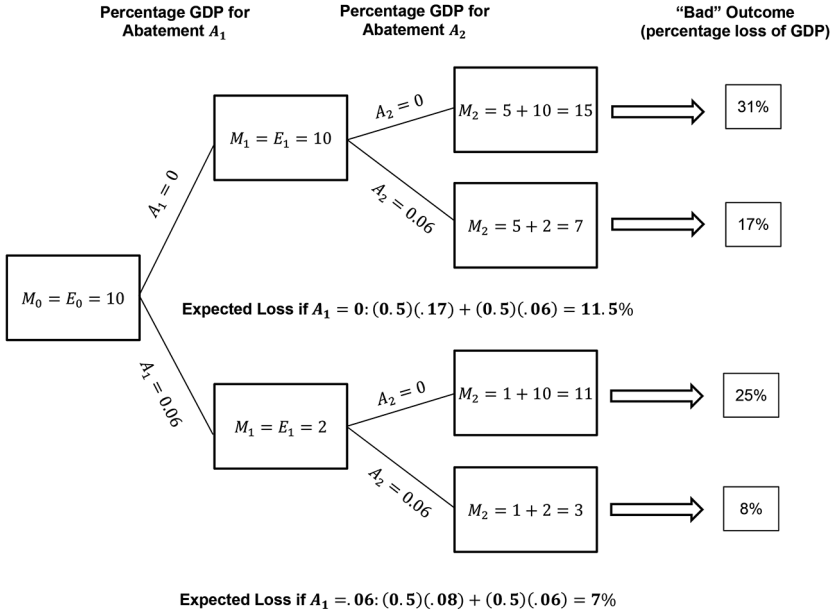 Percentage GDP for
Abatement A₁
Percentage GDP for
Abatement A₂
“Bad” Outcome
(percentage loss of GDP)
M₀ = E₀ = 10
A₁ = 0
A₁ = 0.06
M₁ = E₁ = 10
A₂ = 0
A₂ = 0.06
M₂ = 5 + 10 = 15
31%
M₂ = 5 + 2 = 7
17%
Expected Loss if A₁ = 0: (0.5)(.17) + (0.5)(.06) = 11.5%
M₁ = E₁ = 2
A₂ = 0
A₂ = 0.06
M₂ = 1 + 10 = 11
25%
M₂ = 1 + 2 = 3
8%
Expected Loss if A₁ =.06: (0.5)(.08) + (0.5)(.06) = 7%